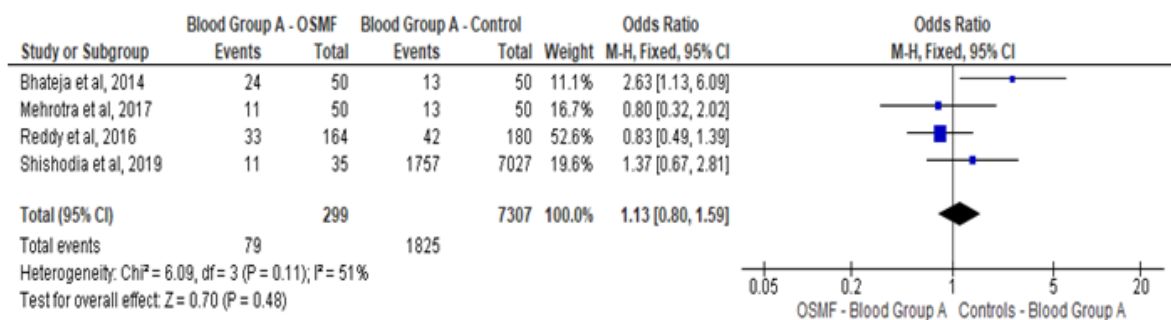 Blood Group A - OSMF Blood Group A - Control Odds Ratio Odds Ratio
Study or Subgroup Events Total Events Total Weight M-H, Fixed, 95% CI M-H, Fixed, 95% CI
Bhateja et al, 2014 24 50 13 50 11.1% 2.63 [1.13, 6.09]
Mehrotra et al, 2017 11 50 13 50 16.7% 0.80 [0.32, 2.02]
Reddy et al, 2016 33 164 42 180 52.6% 0.83 [0.49, 1.39]
Shishodia et al, 2019 11 35 1757 7027 19.6% 1.37 [0.67, 2.81]
Total (95% CI) 299 7307 100.0% 1.13 [0.80, 1.59]
Total events 79 1825
Heterogeneity: Chi² = 6.09, df = 3 (P = 0.11); I² = 51%
Test for overall effect: Z = 0.70 (P = 0.48)
0.05 0.2 1 5 20
OSMF - Blood Group A Controls - Blood Group A